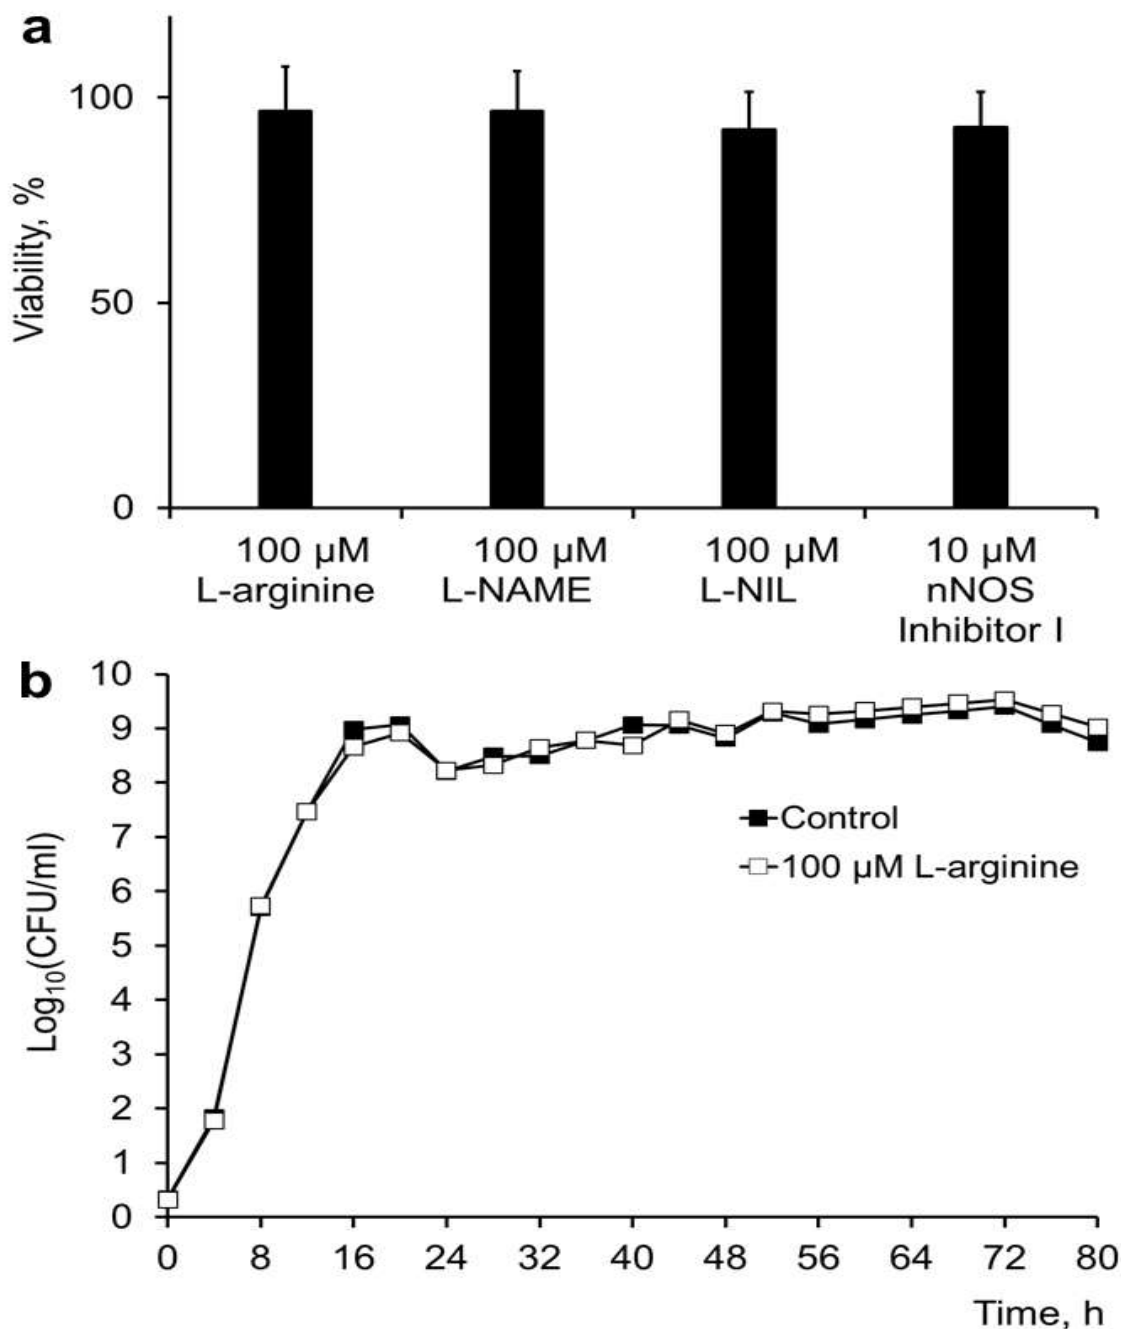 a
Viability, %
100
50
0
100 µM
L-arginine
100 µM
L-NAME
100 µM
L-NIL
10 µM
nNOS
Inhibitor I
b
Log₁₀(CFU/ml)
10
9
8
7
6
5
4
3
2
1
0
Control
100 µM L-arginine
0 8 16 24 32 40 48 56 64 72 80
Time, h